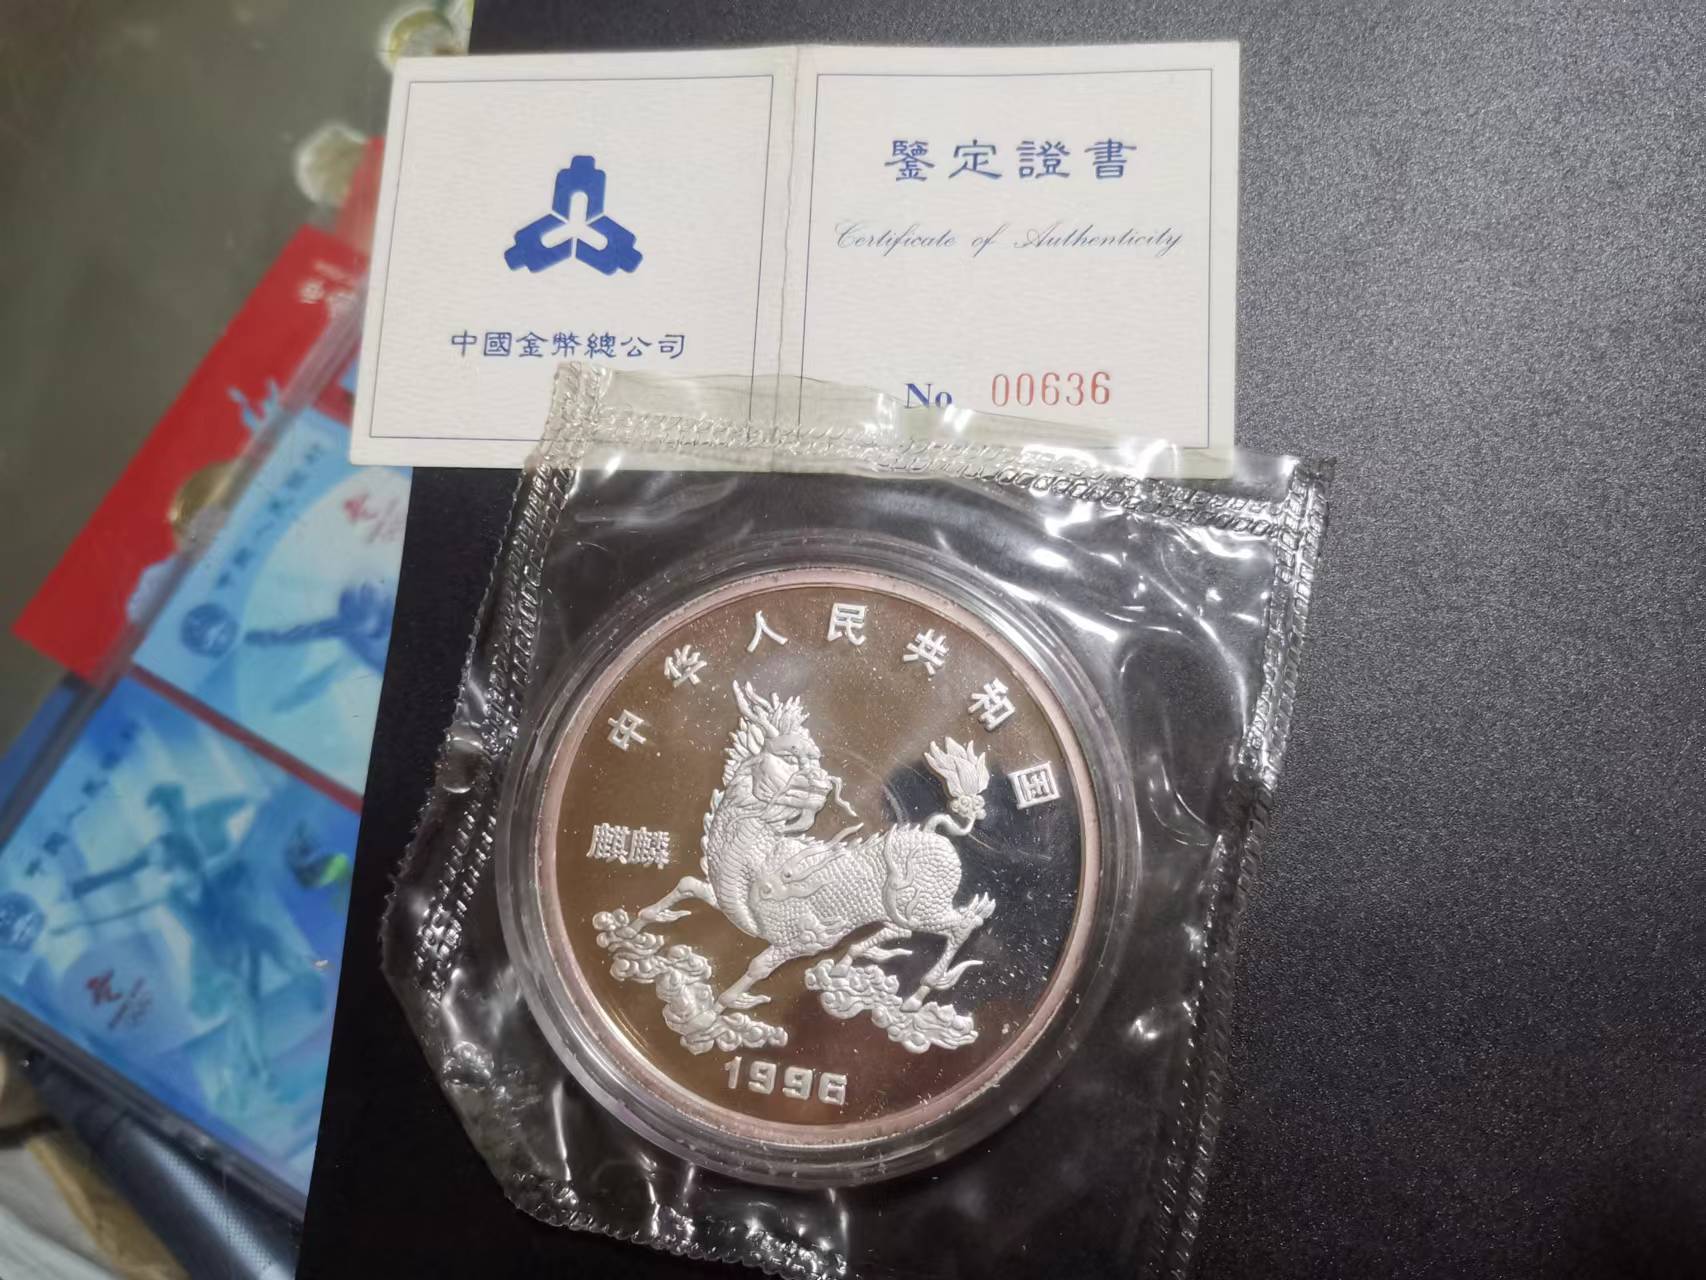 中國金幣總公司
鑒定證書
Certificate of Authenticity
No 00636
中华人民共和国
麒麟
1996